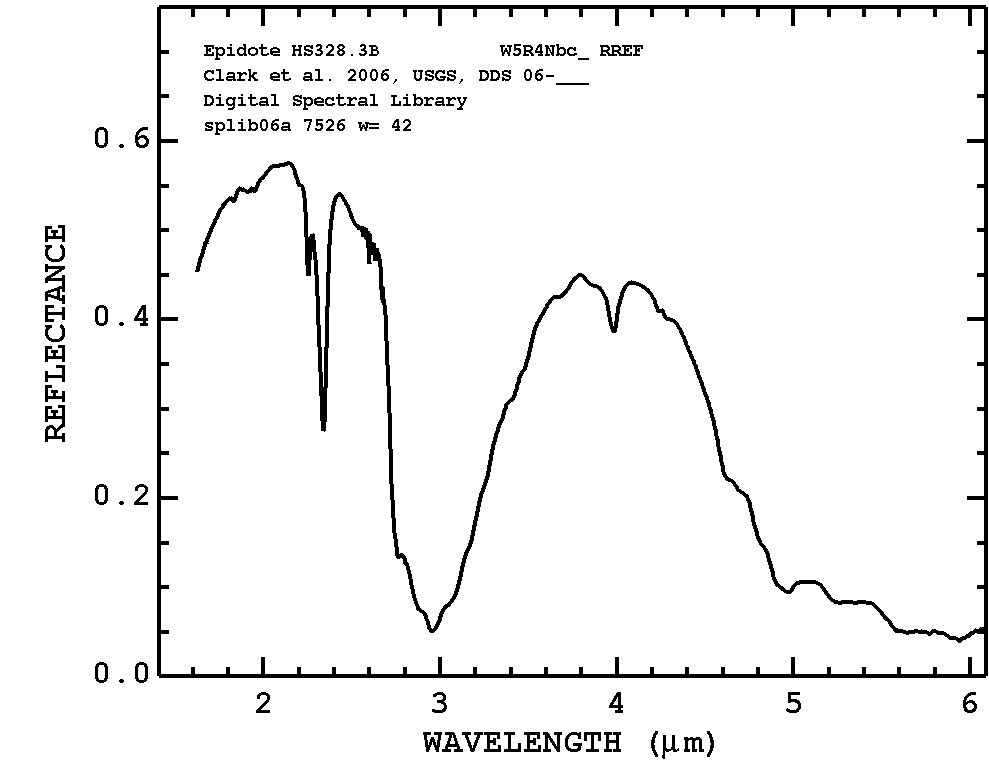 Epidote HS328.3B W5R4Nbc_ RREF
Clark et al. 2006, USGS, DDS 06-___
Digital Spectral Library
splib06a 7526 w= 42
REFLECTANCE
0.6
0.4
0.2
0.0
2 3 4 5 6
WAVELENGTH (μm)